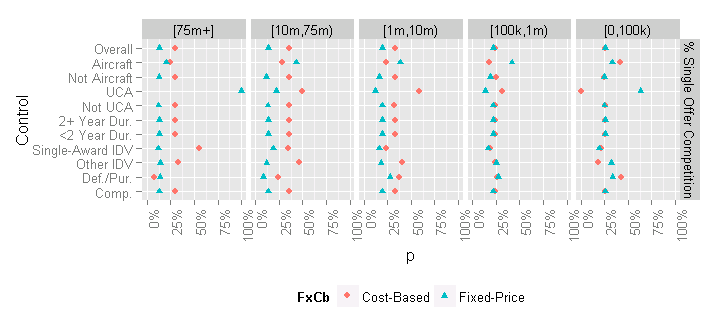 [75m+] [10m,75m) [1m,10m) [100k,1m) [0,100k)
Overall
Aircraft
Not Aircraft
UCA
Not UCA
2+ Year Dur.
<2 Year Dur.
Single-Award IDV
Other IDV
Def./Pur.
Comp.
Control
% Single Offer Competition
0% 25% 50% 75% 100% 0% 25% 50% 75% 100% 0% 25% 50% 75% 100% 0% 25% 50% 75% 100% 0% 25% 50% 75% 100%
p
FxCb Cost-Based Fixed-Price